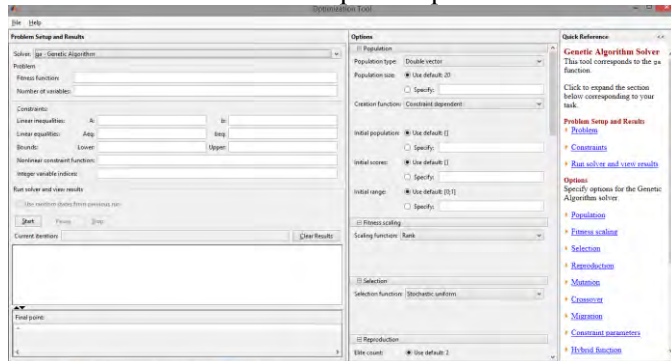 Optimization Tool
File Help
Problem Setup and Results
Solver: ga - Genetic Algorithm
Problem
Fitness function:
Number of variables:
Constraints:
Linear inequalities: A: b:
Linear equalities: Aeq: beq:
Bounds: Lower: Upper:
Nonlinear constraint function:
Integer variable indices:
Run solver and view results
Use random states from previous run
Start Pause Stop
Current iteration: Clear Results
Final point:
Options
Population
Population type: Double vector
Population size: Use default: 20
Specify:
Creation function: Constraint dependent
Initial population: Use default: []
Specify:
Initial scores: Use default: []
Specify:
Initial range: Use default: [0;1]
Specify:
Fitness scaling
Scaling function: Rank
Selection
Selection function: Stochastic uniform
Reproduction
Elite count: Use default: 2
Quick Reference <<
Genetic Algorithm Solver
This tool corresponds to the ga
function.
Click to expand the section
below corresponding to your
task.
Problem Setup and Results
Problem
Constraints
Run solver and view results
Options
Specify options for the Genetic
Algorithm solver.
Population
Fitness scaling
Selection
Reproduction
Mutation
Crossover
Migration
Constraint parameters
Hybrid function